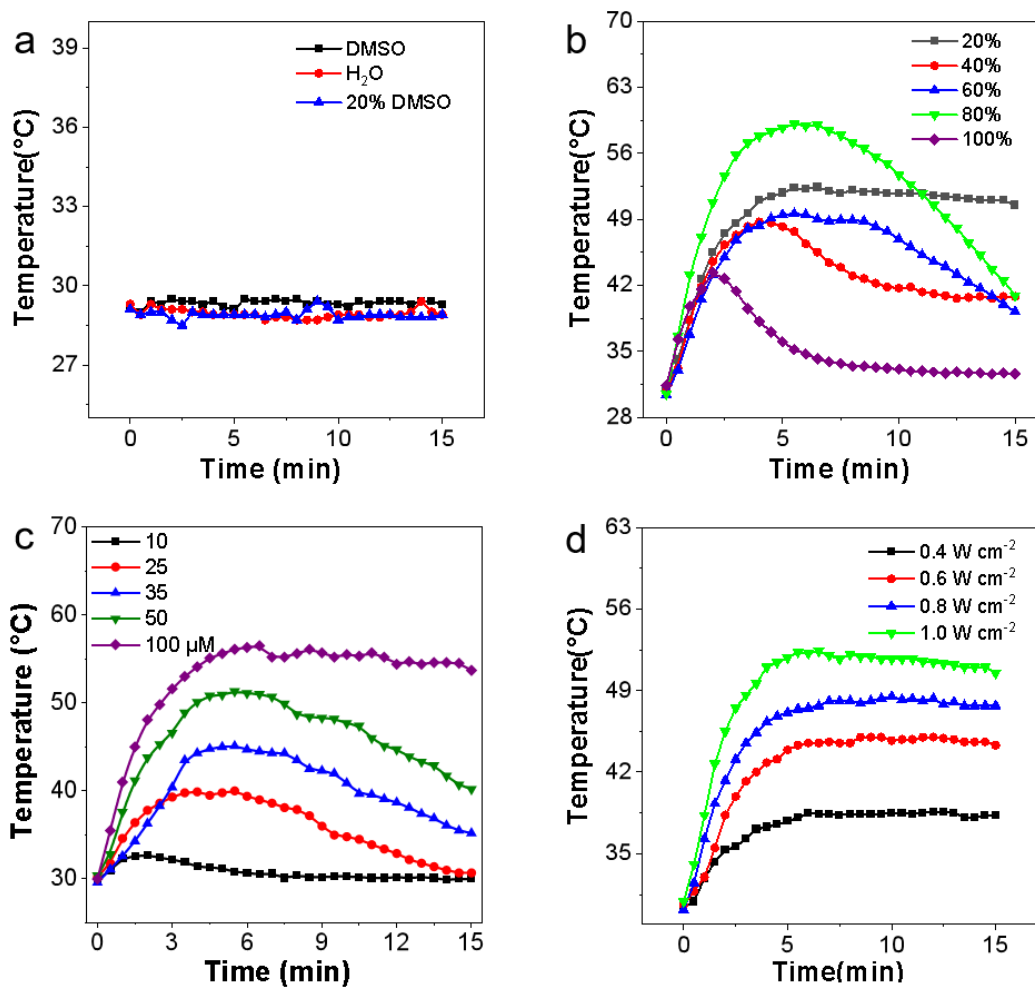 a
39
36
33
30
27
Temperature(°C)
DMSO
H₂O
20% DMSO
0
5
10
15
Time (min)
b
70
63
56
49
42
35
28
Temperature(°C)
20%
40%
60%
80%
100%
0
5
10
15
Time (min)
c
70
60
50
40
30
Temperature (°C)
10
25
35
50
100 μM
0
3
6
9
12
15
Time (min)
d
63
56
49
42
35
Temperature(°C)
0.4 W cm⁻²
0.6 W cm⁻²
0.8 W cm⁻²
1.0 W cm⁻²
0
5
10
15
Time(min)